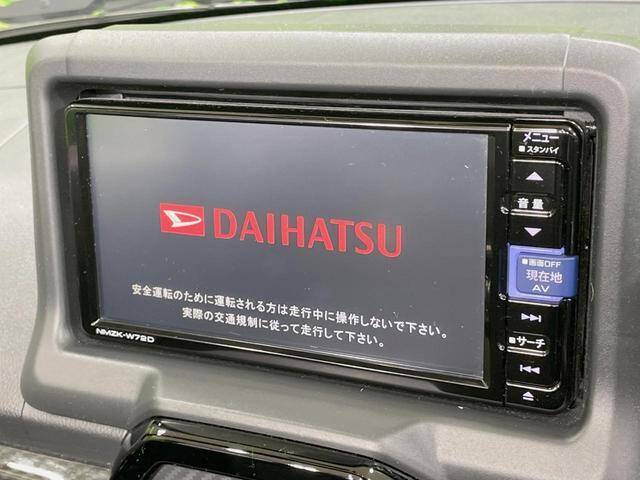 DAIHATSU
安全運転のために運転される方は走行中に操作しないで下さい。
実際の交通規制に従って走行して下さい。
NMZK-W72D
メニュー
■スタンバイ
▲
音量
▼
■画面OFF
現在地
AV
▶▶|
■サーチ
|◀◀
⏏